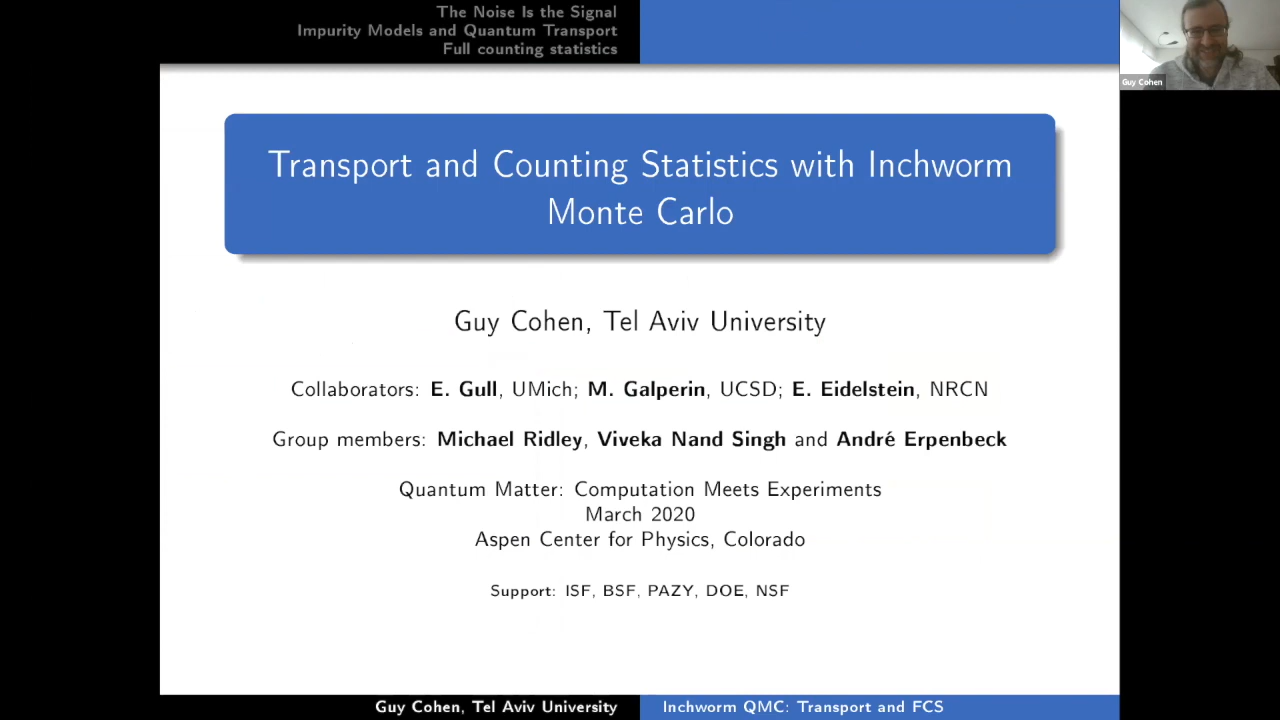 The Noise Is the Signal
Impurity Models and Quantum Transport
Full counting statistics
Guy Cohen
Transport and Counting Statistics with Inchworm
Monte Carlo
Guy Cohen, Tel Aviv University
Collaborators: E. Gull, UMich; M. Galperin, UCSD; E. Eidelstein, NRCN
Group members: Michael Ridley, Viveka Nand Singh and André Erpenbeck
Quantum Matter: Computation Meets Experiments
March 2020
Aspen Center for Physics, Colorado
Support: ISF, BSF, PAZY, DOE, NSF
Guy Cohen, Tel Aviv University
Inchworm QMC: Transport and FCS